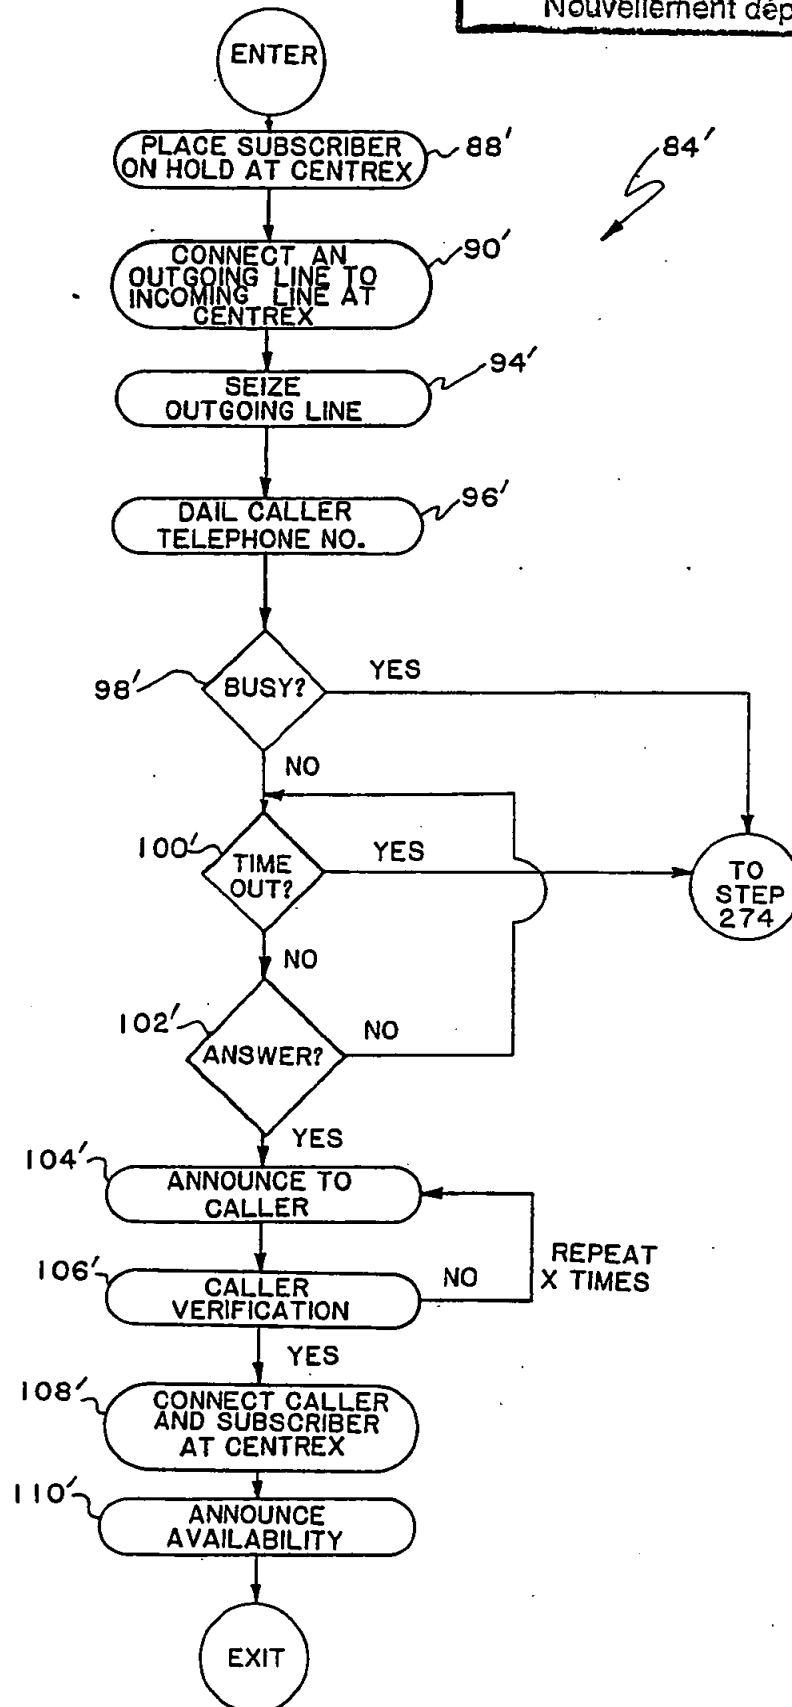 Nouvellement dép
ENTER
PLACE SUBSCRIBER
ON HOLD AT CENTREX
88'
84'
CONNECT AN
OUTGOING LINE TO
INCOMING LINE AT
CENTREX
90'
SEIZE
OUTGOING LINE
94'
DAIL CALLER
TELEPHONE NO.
96'
98'
BUSY?
YES
NO
100'
TIME
OUT?
YES
TO
STEP
274
NO
102'
ANSWER?
NO
YES
104'
ANNOUNCE TO
CALLER
106'
CALLER
VERIFICATION
NO
REPEAT
X TIMES
YES
108'
CONNECT CALLER
AND SUBSCRIBER
AT CENTREX
110'
ANNOUNCE
AVAILABILITY
EXIT